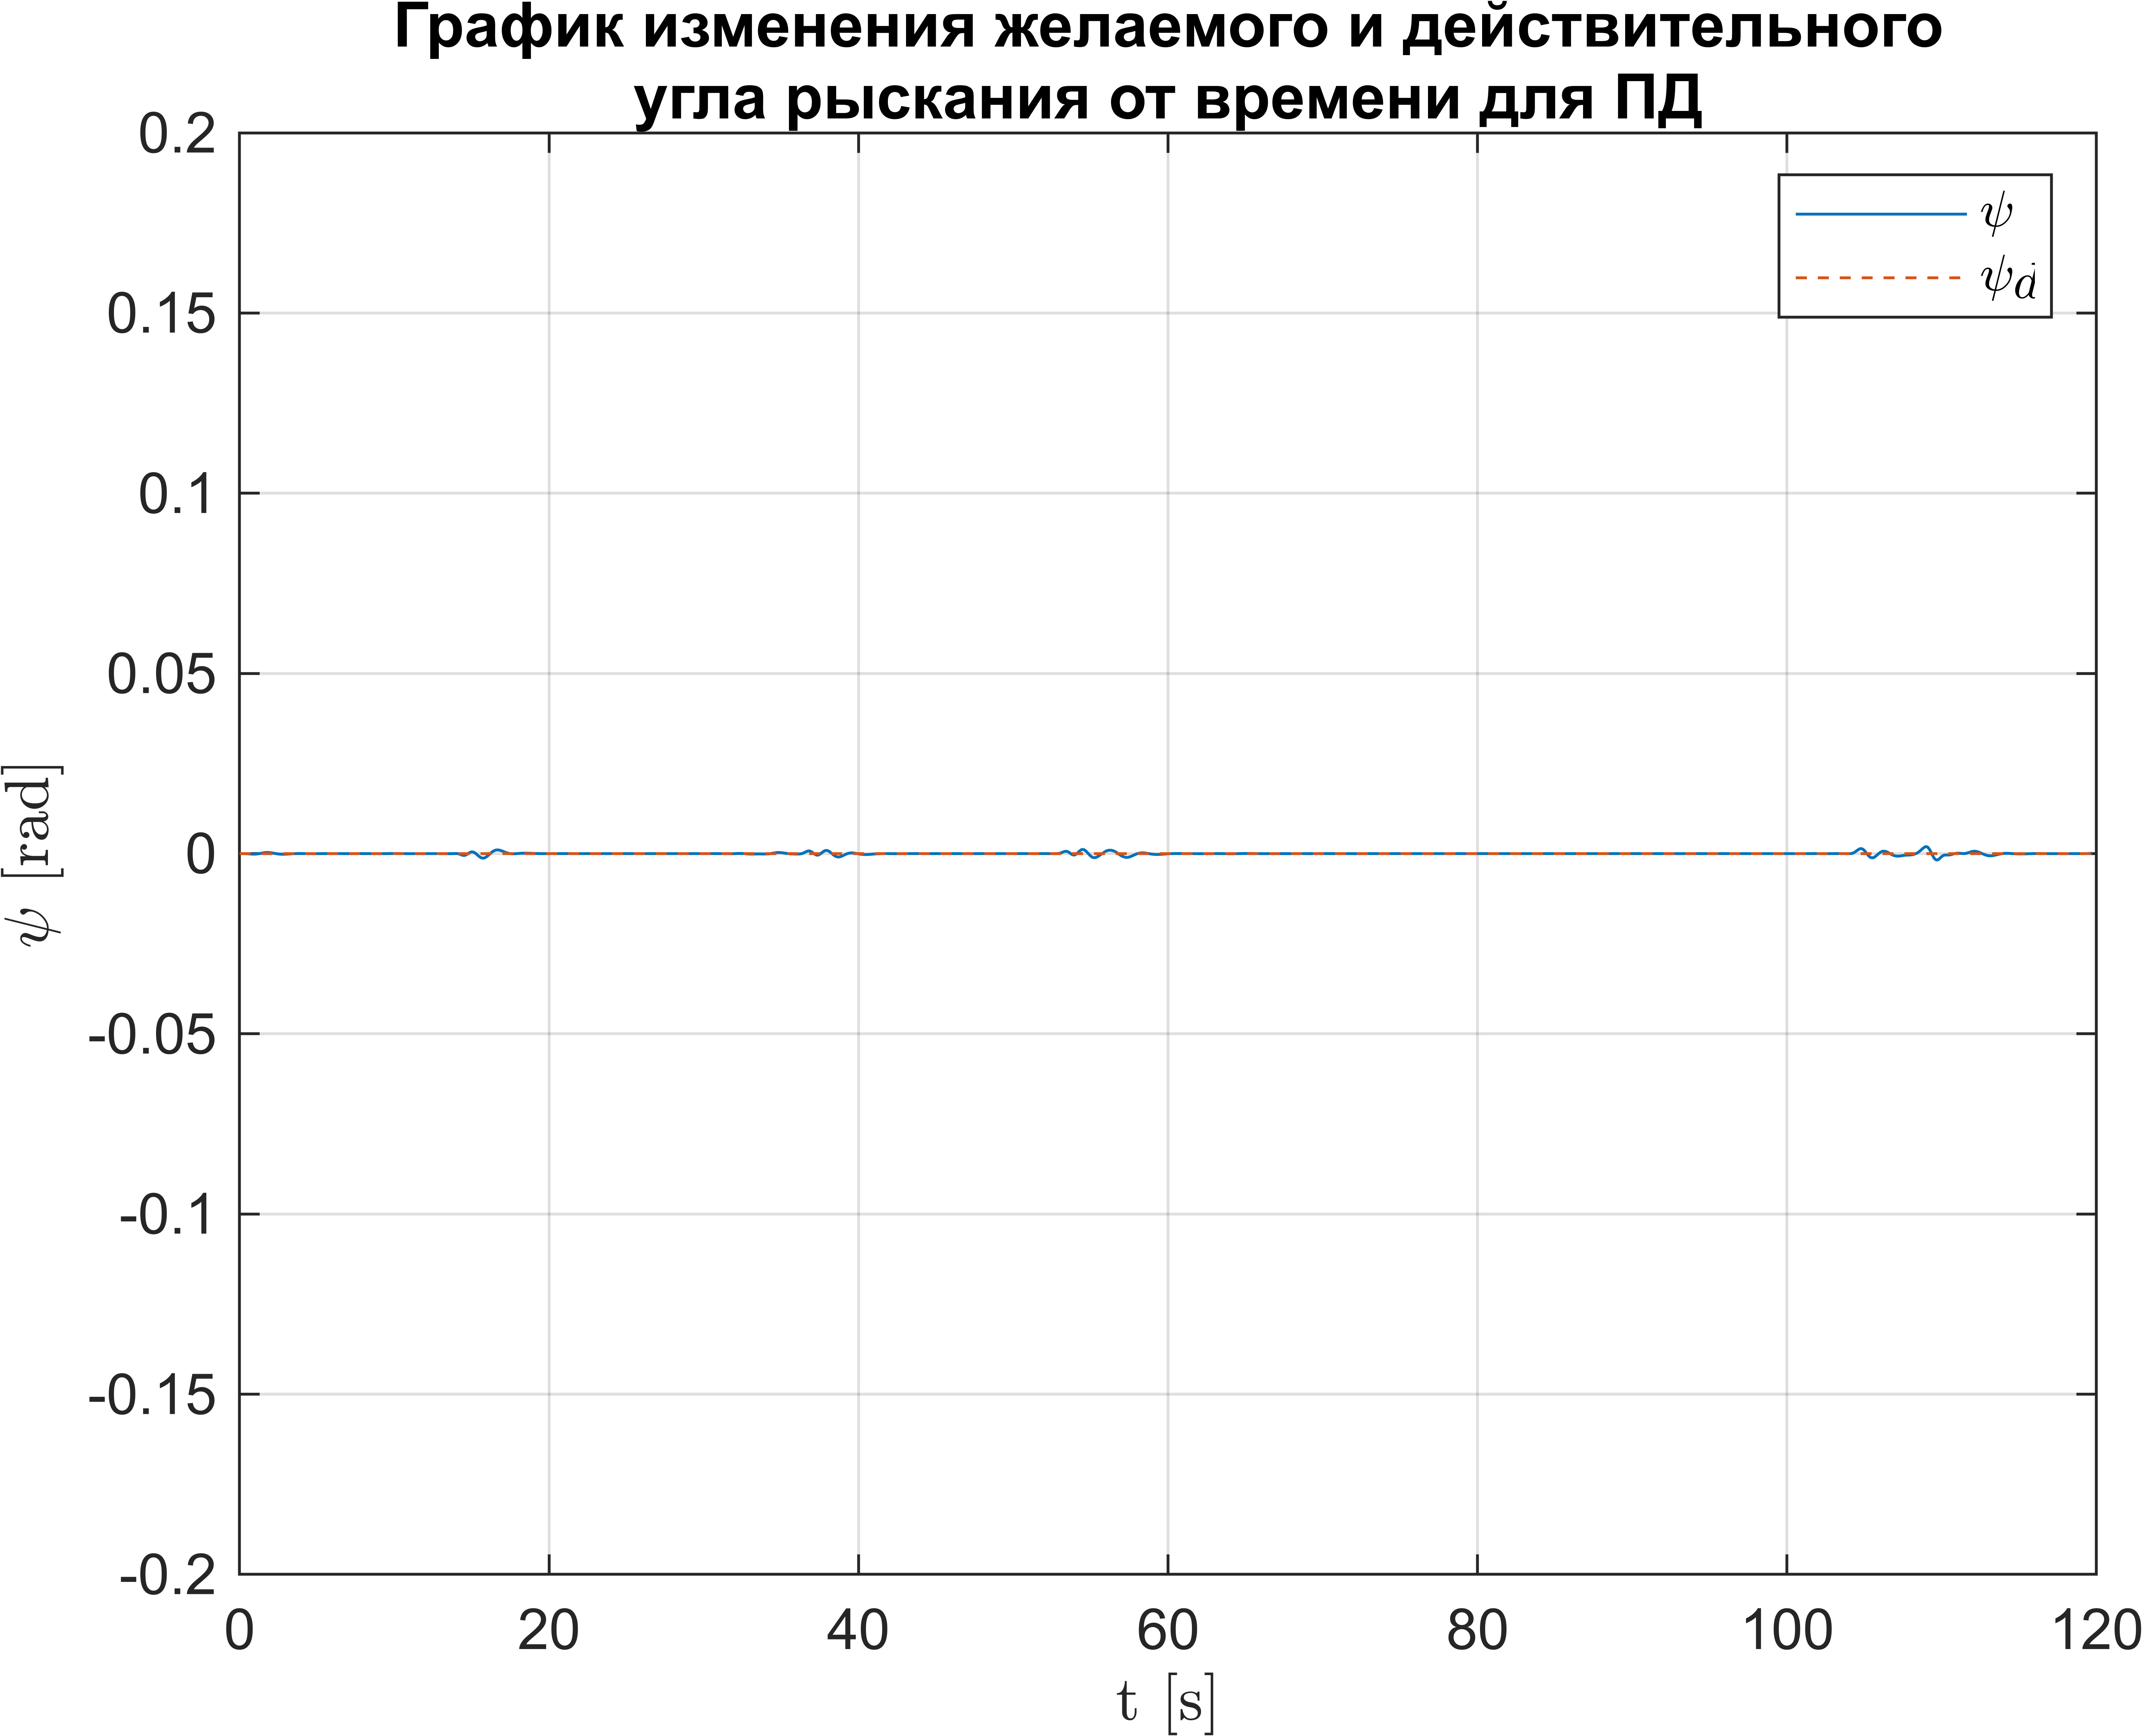 График изменения желаемого и действительного
угла рыскания от времени для ПД
0.2
0.15
0.1
0.05
0
-0.05
-0.1
-0.15
-0.2
ψ [rad]
ψ
ψ_ḋ
0 20 40 60 80 100 120
t [s]